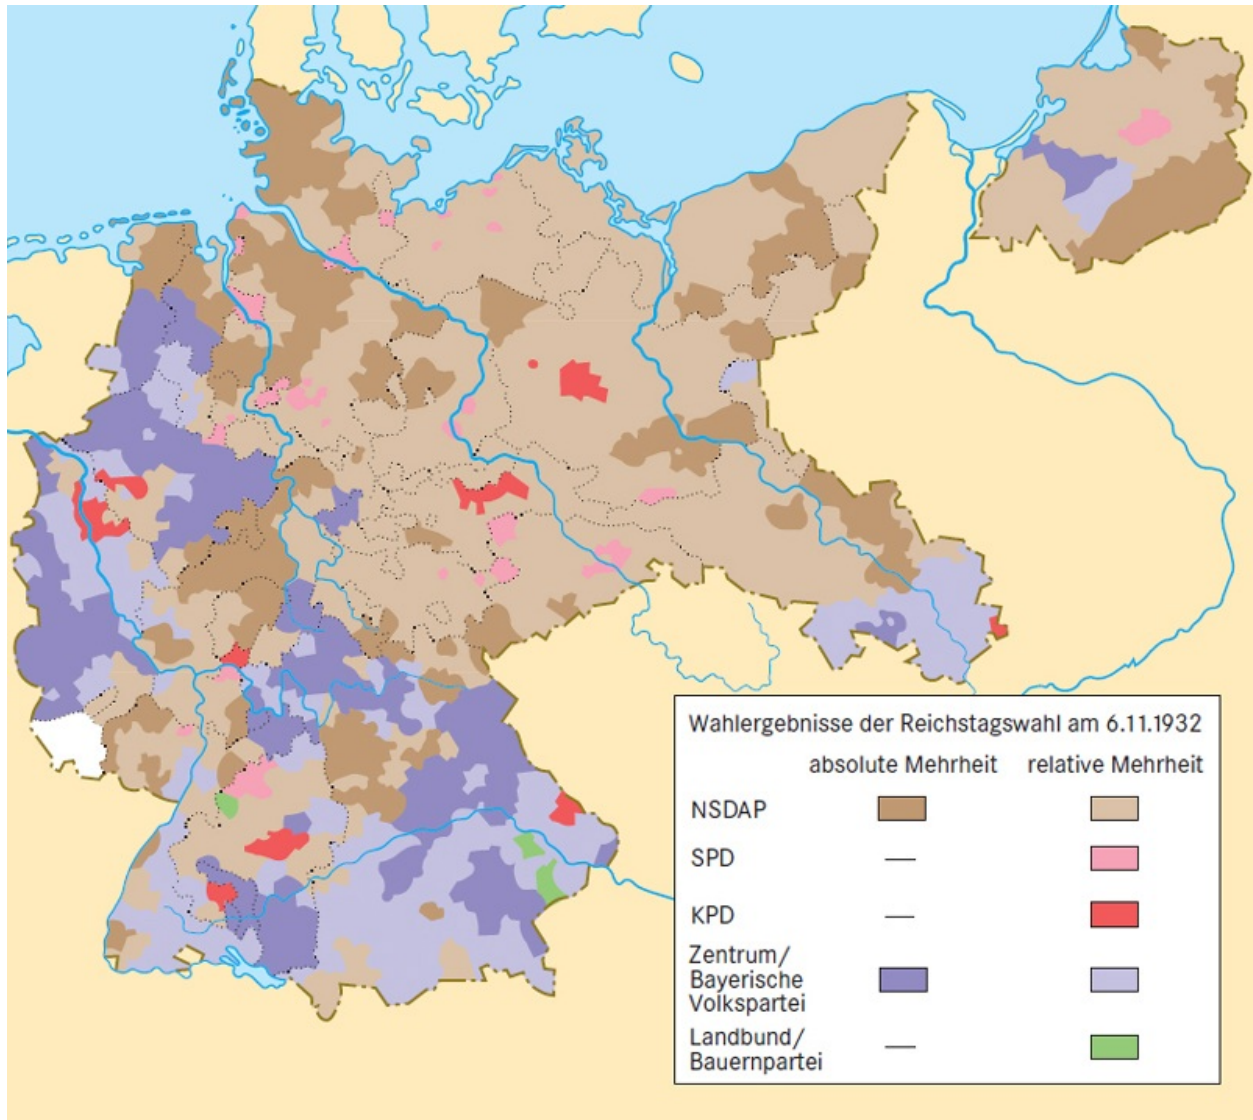 Wahlergebnisse der Reichstagswahl am 6.11.1932
absolute Mehrheit relative Mehrheit
NSDAP
SPD —
KPD —
Zentrum/
Bayerische
Volkspartei
Landbund/
Bauernpartei —